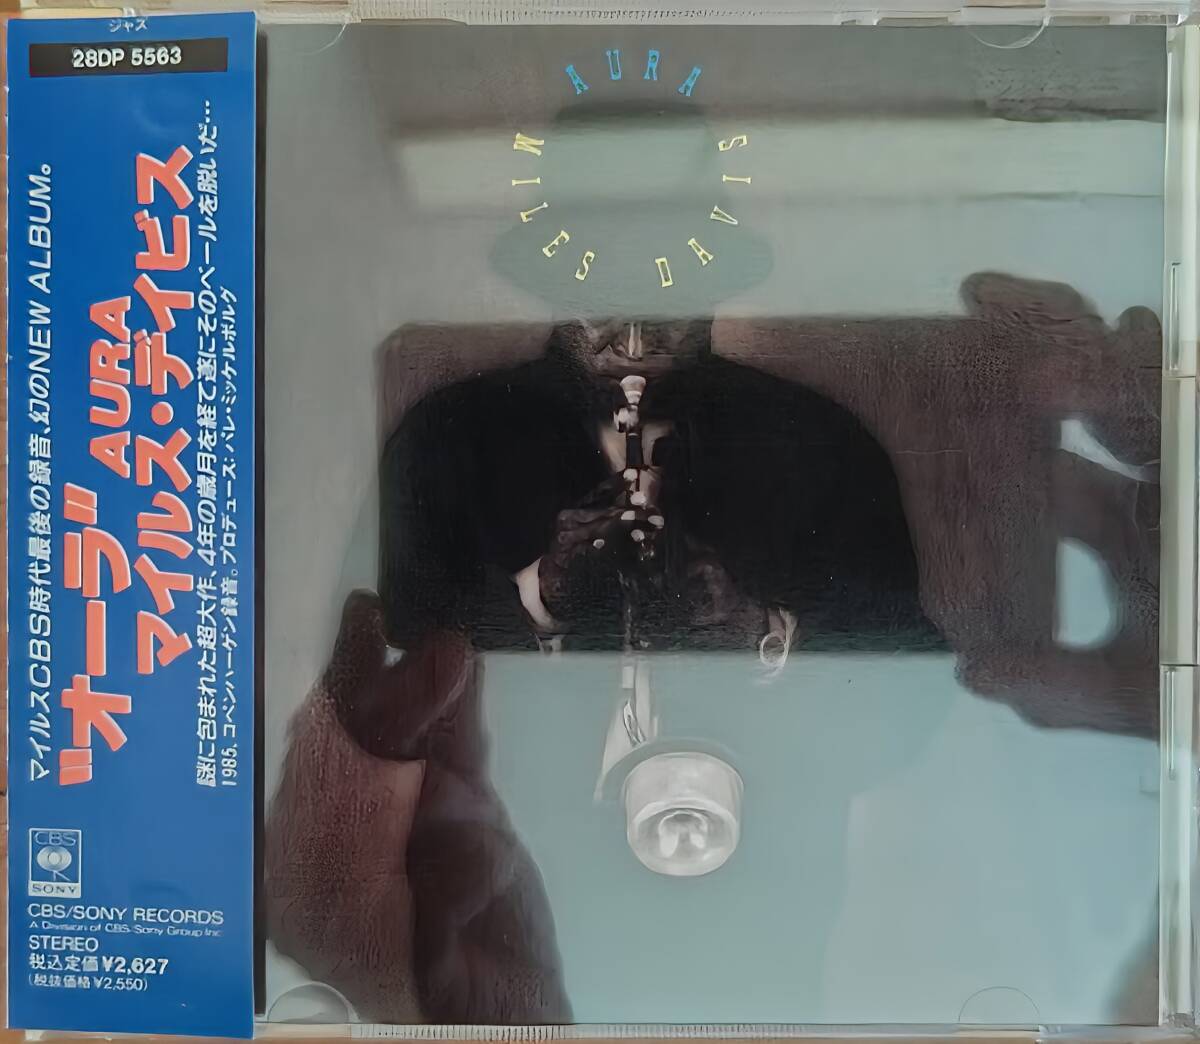 ジャズ
28DP 5563
マイルスCBS時代最後の録音、幻のNEW ALBUM。
"オーラ" AURA
マイルス・デイビス
謎に包まれた超大作、4年の歳月を経て遂にそのベールを脱いだ…
1985、コペンハーゲン録音。プロデュース：パレ・ミッケルボルグ
CBS
SONY
CBS/SONY RECORDS
A Division of CBS/Sony Group Inc
STEREO
税込定価¥2,627
(税抜価格¥2,550)
AURA
MILES DAVIS